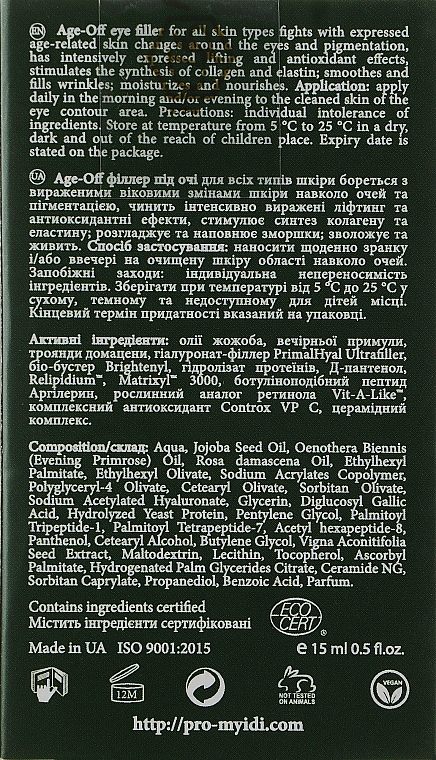 EN Age-Off eye filler for all skin types fights with expressed
age-related skin changes around the eyes and pigmentation,
has intensively expressed lifting and antioxidant effects,
stimulates the synthesis of collagen and elastin; smoothes and
fills wrinkles; moisturizes and nourishes. Application: apply
daily in the morning and/or evening to the cleaned skin of the
eye contour area. Precautions: individual intolerance of
ingredients. Store at temperature from 5 °C to 25 °C in a dry,
dark and out of the reach of children place. Expiry date is
stated on the package.
UA Age-Off філлер під очі для всіх типів шкіри бореться з
вираженими віковими змінами шкіри навколо очей та
пігментацією, чинить інтенсивно виражені ліфтинг та
антиоксидантні ефекти, стимулює синтез колагену та
еластину; розгладжує та наповнює зморшки; зволожує та
живить. Спосіб застосування: наносити щоденно зранку
і/або ввечері на очищену шкіру області навколо очей.
Запобіжні заходи: індивідуальна непереносимість
інгредієнтів. Зберігати при температурі від 5 °C до 25 °C у
сухому, темному та недоступному для дітей місці.
Кінцевий термін придатності вказаний на упаковці.
Активні інгредієнти: олії жожоба, вечірньої примули,
троянди домацени, гіалуронат-філлер PrimalHyal Ultrafiller,
біо-бустер Brightenyl, гідролізат протеїнів, Д-пантенол,
Relipidium™, Matrixyl™ 3000, ботуліноподібний пептид
Аргілерин, рослинний аналог ретинола Vit-A-Like™,
комплексний антиоксидант Controx VP C, церамідний
комплекс.
Composition/склад: Aqua, Jojoba Seed Oil, Oenothera Biennis
(Evening Primrose) Oil, Rosa damascena Oil, Ethylhexyl
Palmitate, Ethylhexyl Olivate, Sodium Acrylates Copolymer,
Polyglyceryl-4 Olivate, Cetearyl Olivate, Sorbitan Olivate,
Sodium Acetylated Hyaluronate, Glycerin, Diglucosyl Gallic
Acid, Hydrolyzed Yeast Protein, Pentylene Glycol, Palmitoyl
Tripeptide-1, Palmitoyl Tetrapeptide-7, Acetyl hexapeptide-8,
Panthenol, Cetearyl Alcohol, Butylene Glycol, Vigna Aconitifolia
Seed Extract, Maltodextrin, Lecithin, Tocopherol, Ascorbyl
Palmitate, Hydrogenated Palm Glycerides Citrate, Ceramide NG,
Sorbitan Caprylate, Propanediol, Benzoic Acid, Parfum.
Contains ingredients certified
Містить інгредієнти сертифіковані
ECO
CERT®
Made in UA ISO 9001:2015
℮ 15 ml 0.5 fl.oz.
12M
NOT TESTED
ON ANIMALS
VEGAN
http://pro-myidi.com